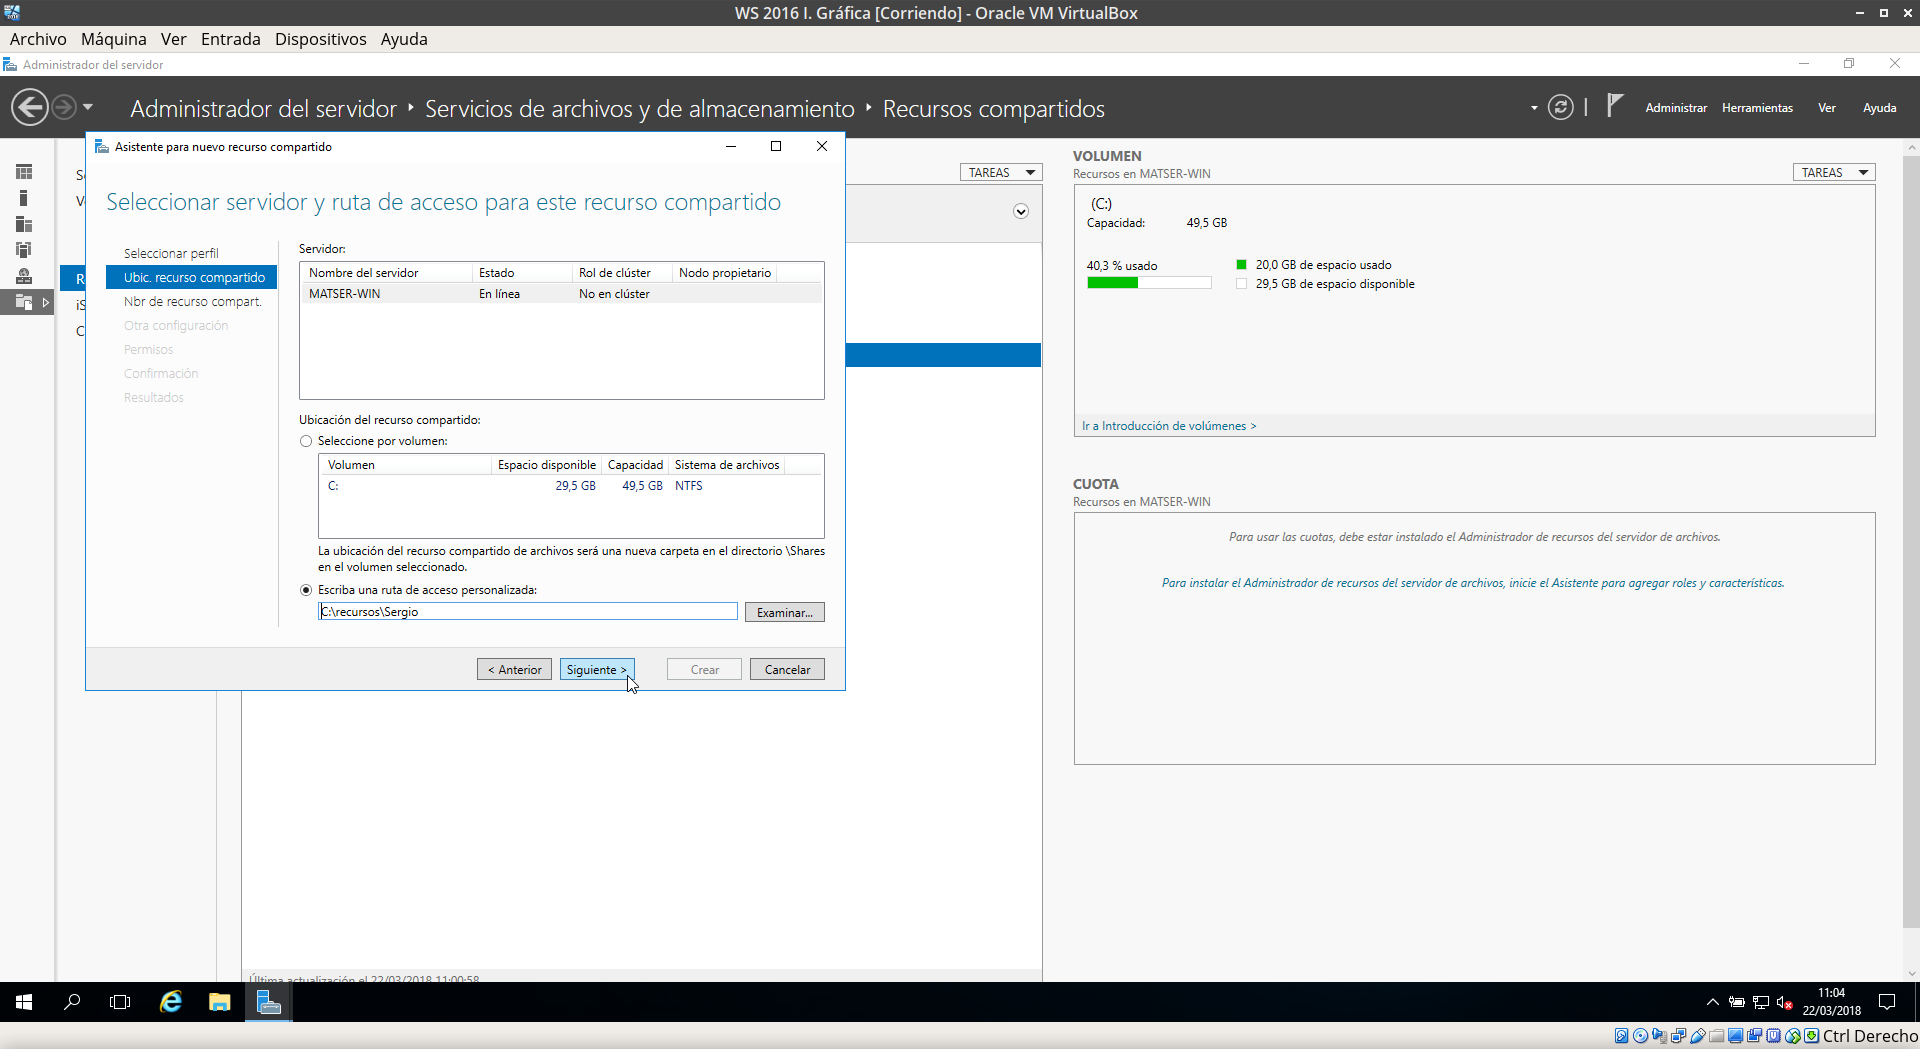 WS 2016 I. Gráfica [Corriendo] - Oracle VM VirtualBox
Archivo Máquina Ver Entrada Dispositivos Ayuda
Administrador del servidor
Administrador del servidor ‣ Servicios de archivos y de almacenamiento ‣ Recursos compartidos
Administrar Herramientas Ver Ayuda
Asistente para nuevo recurso compartido
Seleccionar servidor y ruta de acceso para este recurso compartido
Seleccionar perfil
Ubic. recurso compartido
Nbr de recurso compart.
Otra configuración
Permisos
Confirmación
Resultados
Servidor:
Nombre del servidor Estado Rol de clúster Nodo propietario
MATSER-WIN En línea No en clúster
Ubicación del recurso compartido:
Seleccione por volumen:
Volumen Espacio disponible Capacidad Sistema de archivos
C: 29,5 GB 49,5 GB NTFS
La ubicación del recurso compartido de archivos será una nueva carpeta en el directorio \Shares
en el volumen seleccionado.
Escriba una ruta de acceso personalizada:
C:\recursos\Sergio
Examinar...
< Anterior Siguiente > Crear Cancelar
TAREAS
VOLUMEN
Recursos en MATSER-WIN
TAREAS
(C:)
Capacidad: 49,5 GB
40,3 % usado
20,0 GB de espacio usado
29,5 GB de espacio disponible
Ir a Introducción de volúmenes >
CUOTA
Recursos en MATSER-WIN
Para usar las cuotas, debe estar instalado el Administrador de recursos del servidor de archivos.
Para instalar el Administrador de recursos del servidor de archivos, inicie el Asistente para agregar roles y características.
Última actualización el 22/03/2018 11:00:58
11:04
22/03/2018
Ctrl Derecho